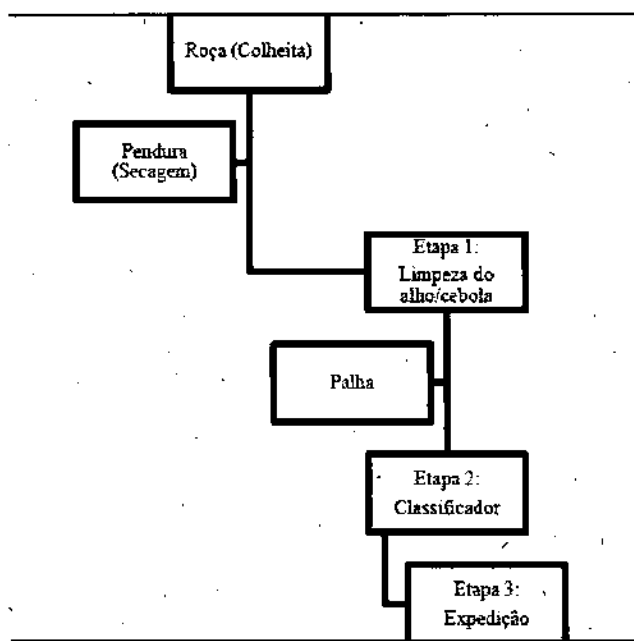 Roça (Colheita)
Pendura
(Secagem)
Etapa 1:
Limpeza do
alho/cebola
Palha
Etapa 2:
Classificador
Etapa 3:
Expedição